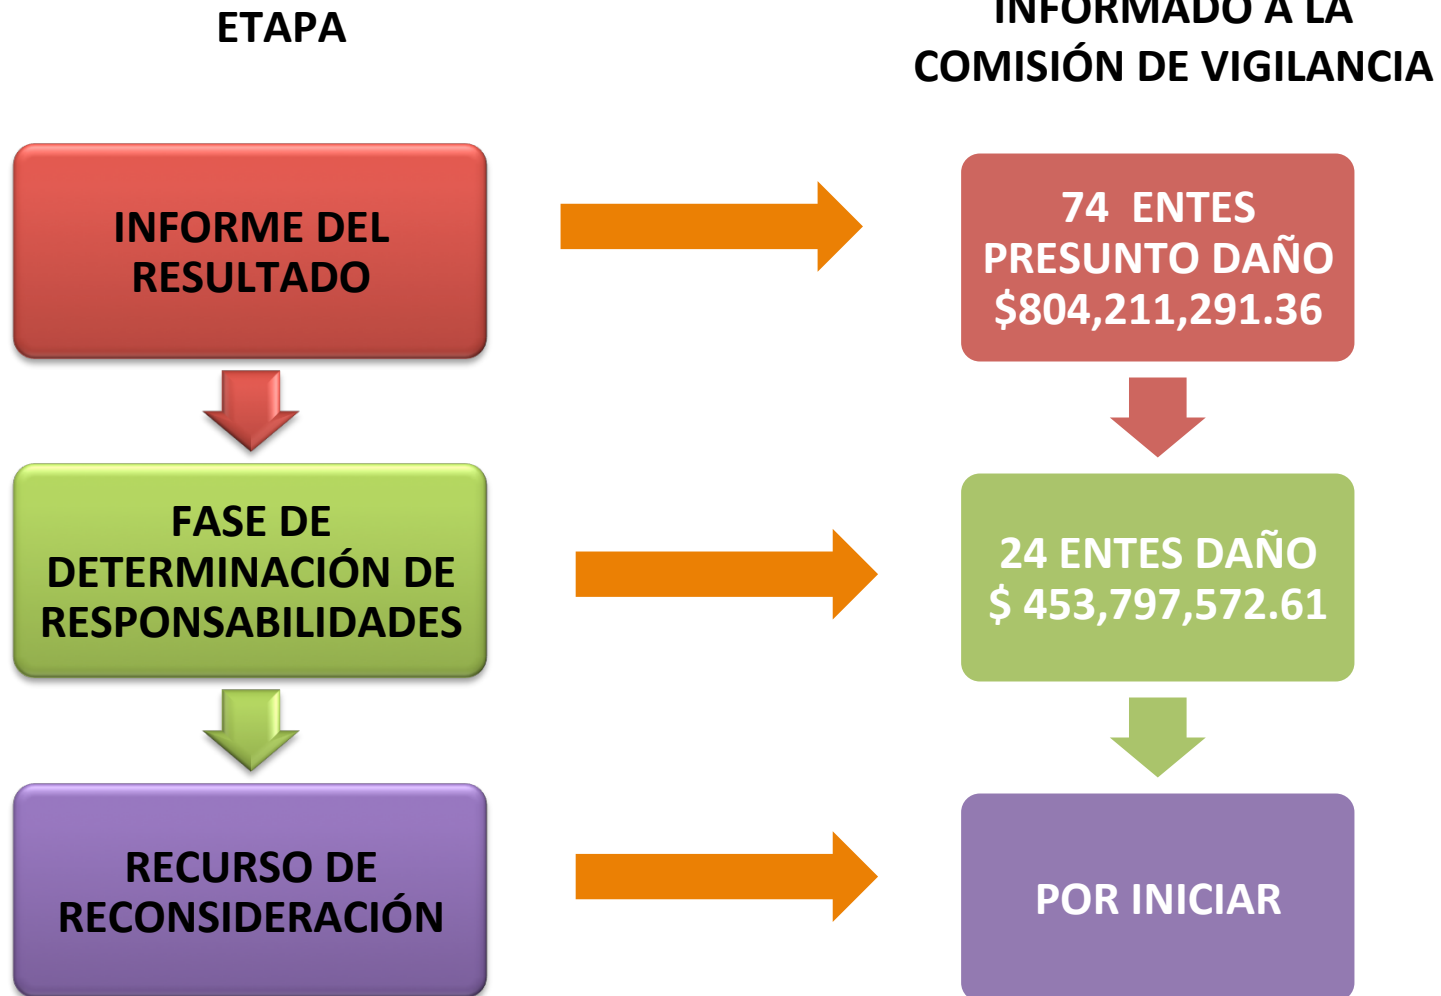 ETAPA
INFORMADO A LA
COMISIÓN DE VIGILANCIA
INFORME DEL
RESULTADO
74 ENTES
PRESUNTO DAÑO
$804,211,291.36
FASE DE
DETERMINACIÓN DE
RESPONSABILIDADES
24 ENTES DAÑO
$ 453,797,572.61
RECURSO DE
RECONSIDERACIÓN
POR INICIAR